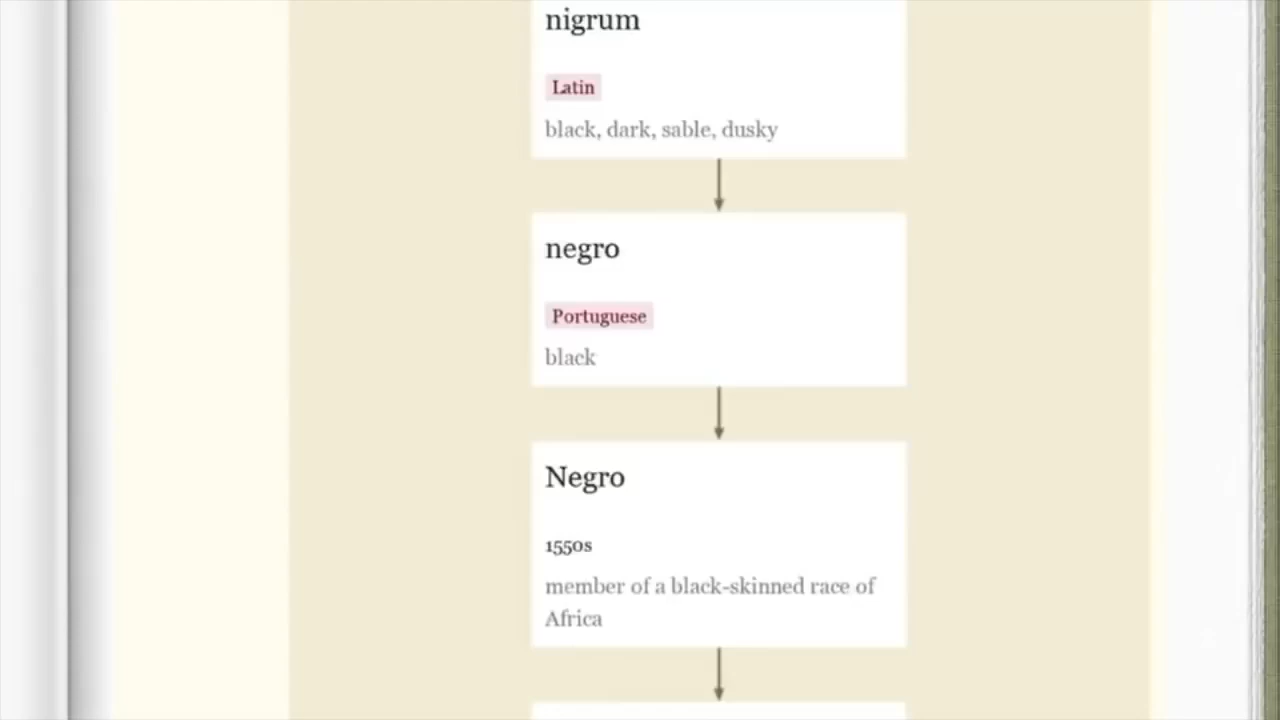 nigrum
Latin
black, dark, sable, dusky
negro
Portuguese
black
Negro
1550s
member of a black-skinned race of
Africa